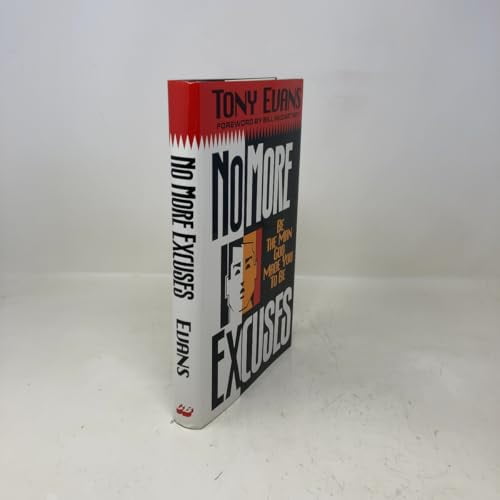 No More Excuses Evans
Tony Evans
FOREWORD BY BILL McCARTNEY
No More
Be
The Man
God
Made You
To Be
Excuses